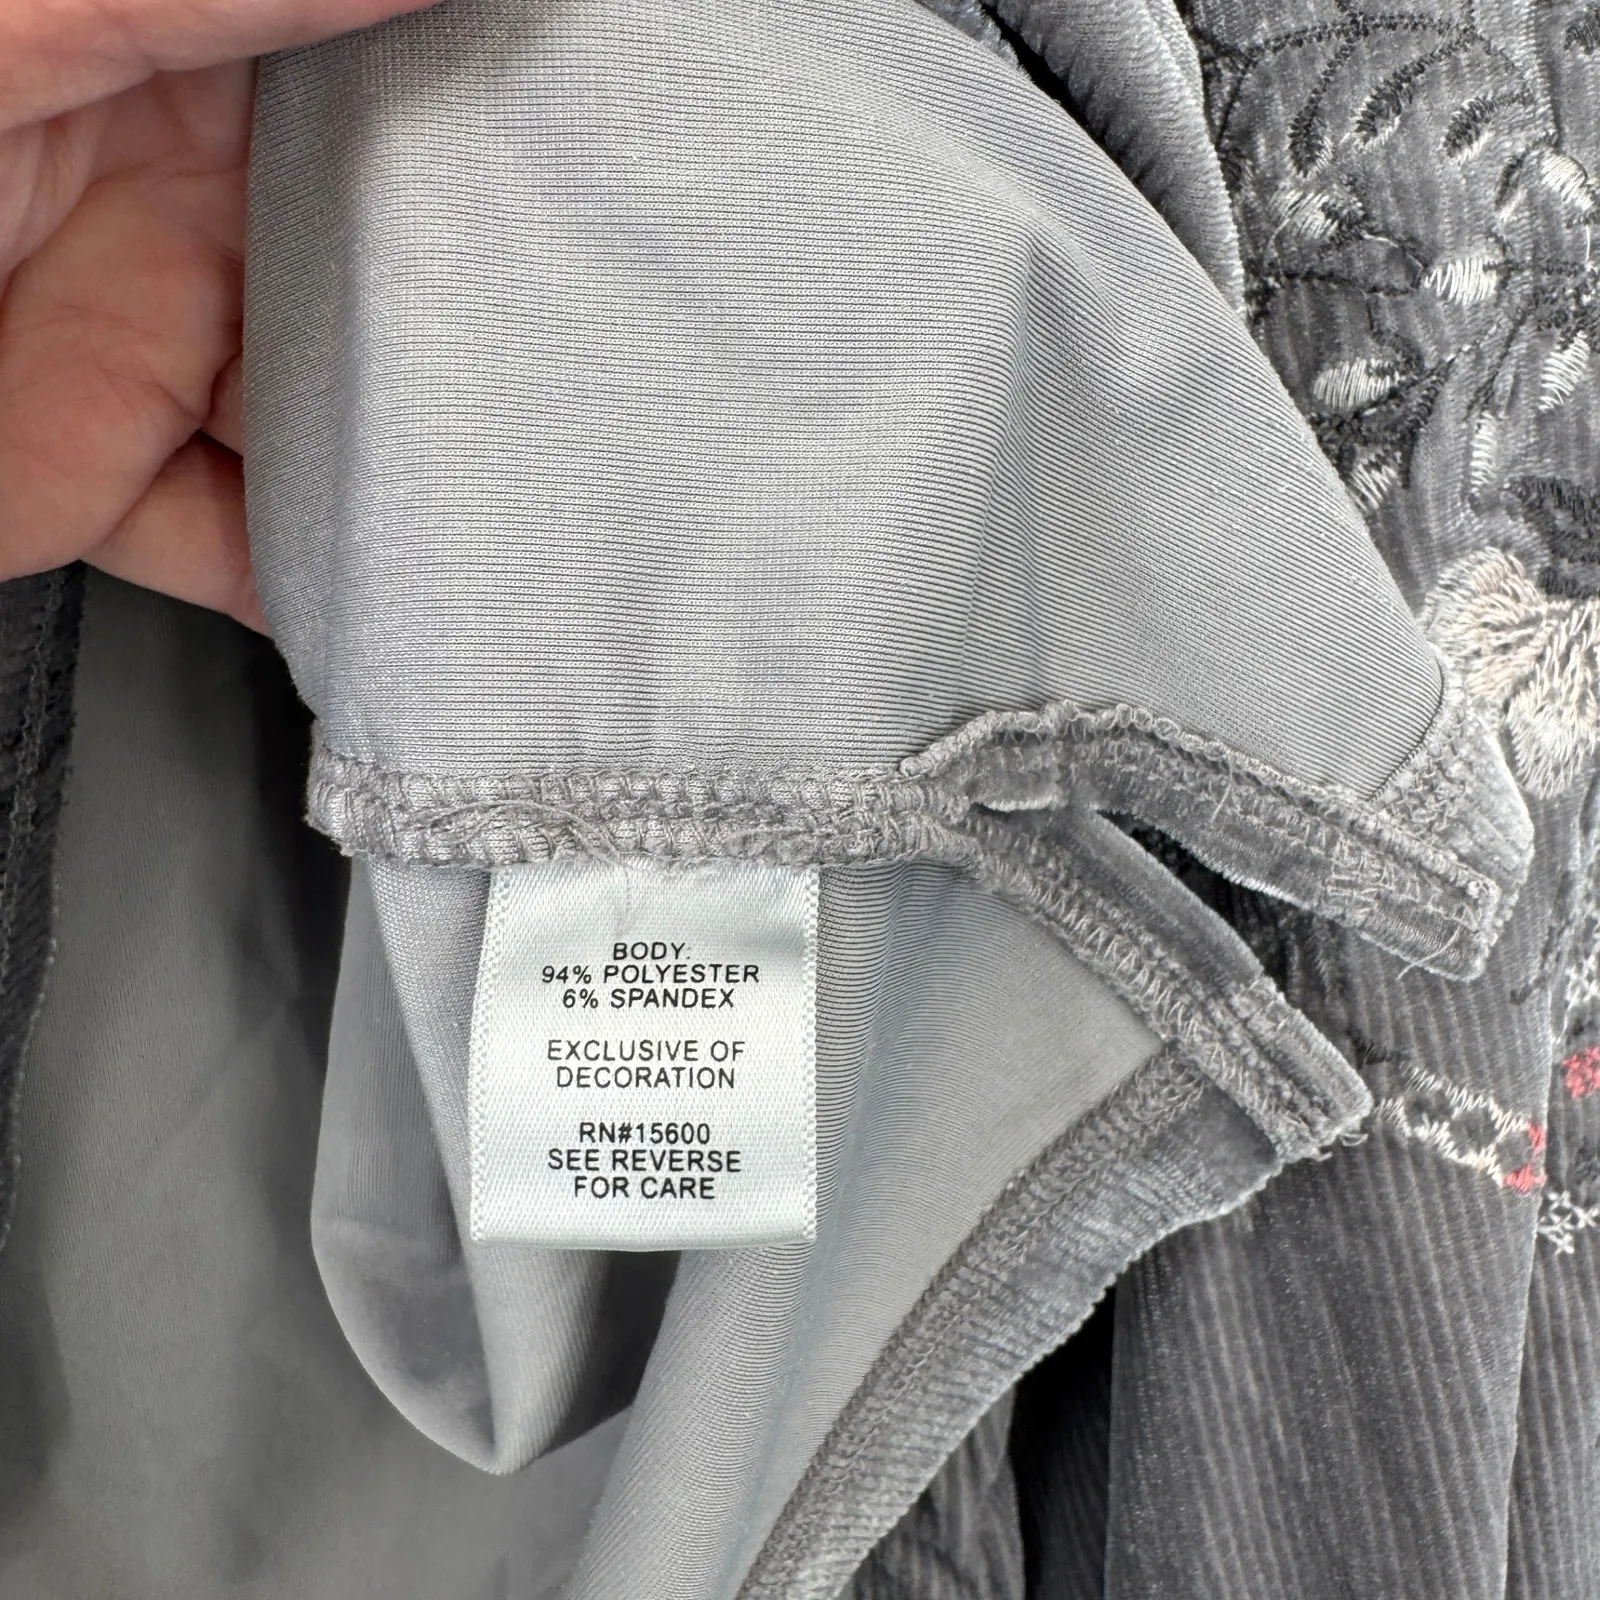 BODY:
94% POLYESTER
6% SPANDEX
EXCLUSIVE OF
DECORATION
RN#15600
SEE REVERSE
FOR CARE